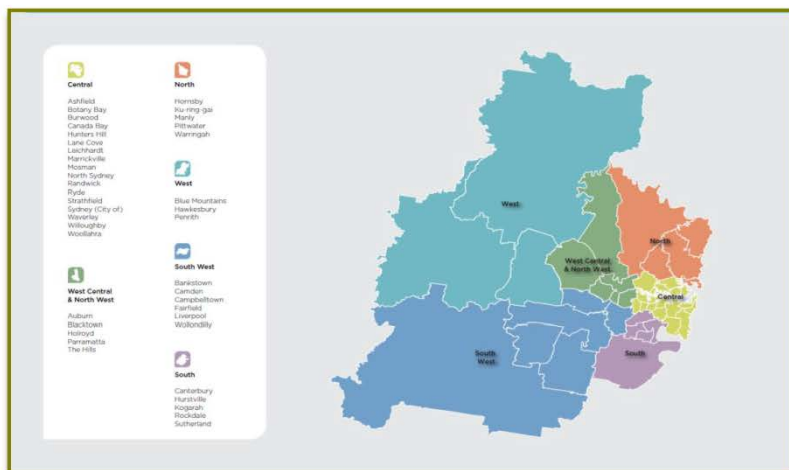 Central
Ashfield
Botany Bay
Burwood
Canada Bay
Hunters Hill
Lane Cove
Leichhardt
Marrickville
Mosman
North Sydney
Randwick
Ryde
Strathfield
Sydney (City of)
Waverley
Willoughby
Woollahra
West Central
& North West
Auburn
Blacktown
Holroyd
Parramatta
The Hills
North
Hornsby
Ku-ring-gai
Manly
Pittwater
Warringah
West
Blue Mountains
Hawkesbury
Penrith
South West
Bankstown
Camden
Campbelltown
Fairfield
Liverpool
Wollondilly
South
Canterbury
Hurstville
Kogarah
Rockdale
Sutherland
West
North
West Central
& North West
Central
South
West
South